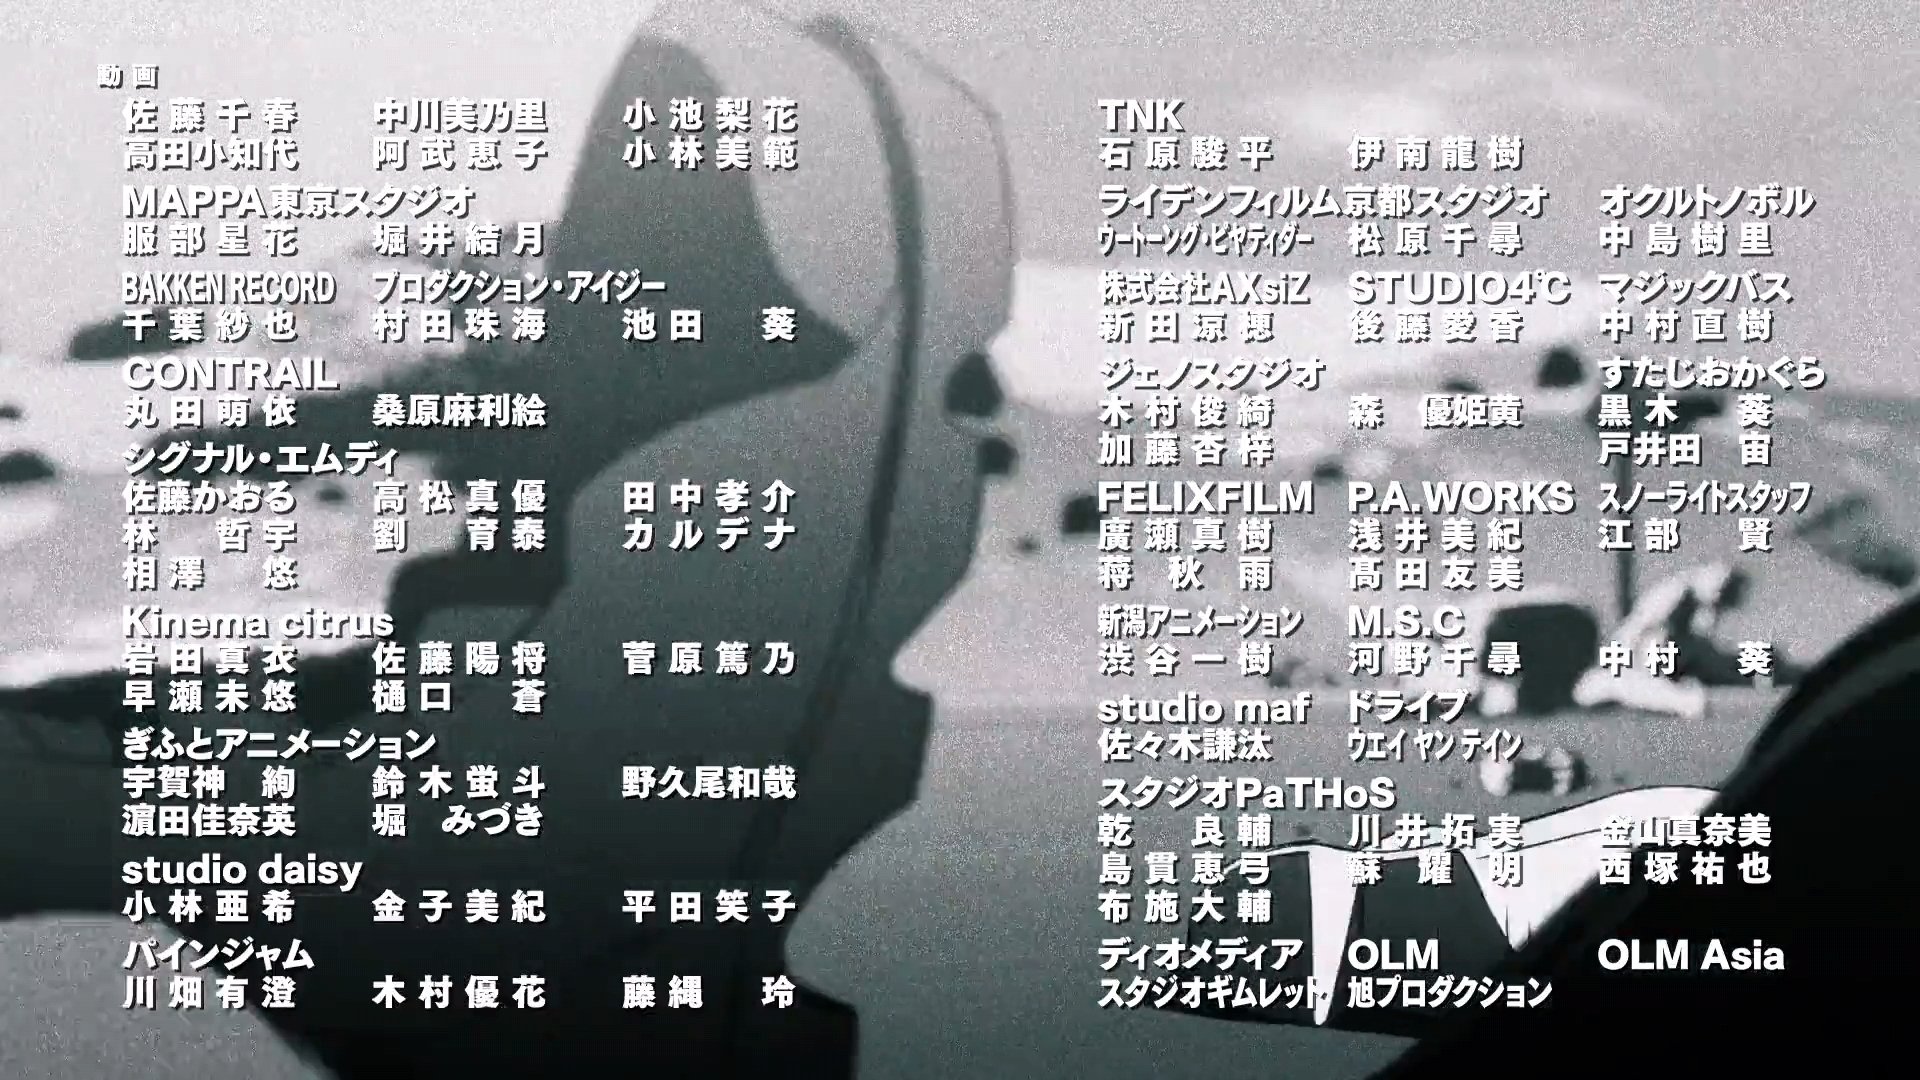 動画
佐藤千春 中川美乃里 小池梨花
高田小知代 阿武恵子 小林美範
MAPPA東京スタジオ
服部星花 堀井結月
BAKKEN RECORD プロダクション・アイジー
千葉紗也 村田珠海 池田 葵
CONTRAIL
丸田萌依 桑原麻利絵
シグナル・エムディ
佐藤かおる 高松真優 田中孝介
林 哲宇 劉 育泰 カルデナ
相澤 悠
Kinema citrus
岩田真衣 佐藤陽将 菅原篤乃
早瀬未悠 樋口 蒼
ぎふとアニメーション
宇賀神 絢 鈴木蛍斗 野久尾和哉
濵田佳奈英 堀 みづき
studio daisy
小林亜希 金子美紀 平田笑子
パインジャム
川畑有澄 木村優花 藤縄 玲
TNK
石原駿平 伊南龍樹
ライデンフィルム京都スタジオ オクルトノボル
ウートーング・ピヤティダー 松原千尋 中島樹里
株式会社AXsiZ STUDIO4℃ マジックバス
新田涼穂 後藤愛香 中村直樹
ジェノスタジオ すたじおかぐら
木村俊綺 森 優姫黄 黒木 葵
加藤杏梓 戸井田 宙
FELIXFILM P.A.WORKS スノーライトスタッフ
廣瀬真樹 浅井美紀 江部 賢
蒋 秋雨 髙田友美
新潟アニメーション M.S.C
渋谷一樹 河野千尋 中村 葵
studio maf ドライブ
佐々木謙汰 ウエイ ヤン テイン
スタジオPaTHoS
乾 良輔 川井拓実 金山真奈美
島貫恵弓 蘇 耀明 西塚祐也
布施大輔
ディオメディア OLM OLM Asia
スタジオギムレット 旭プロダクション